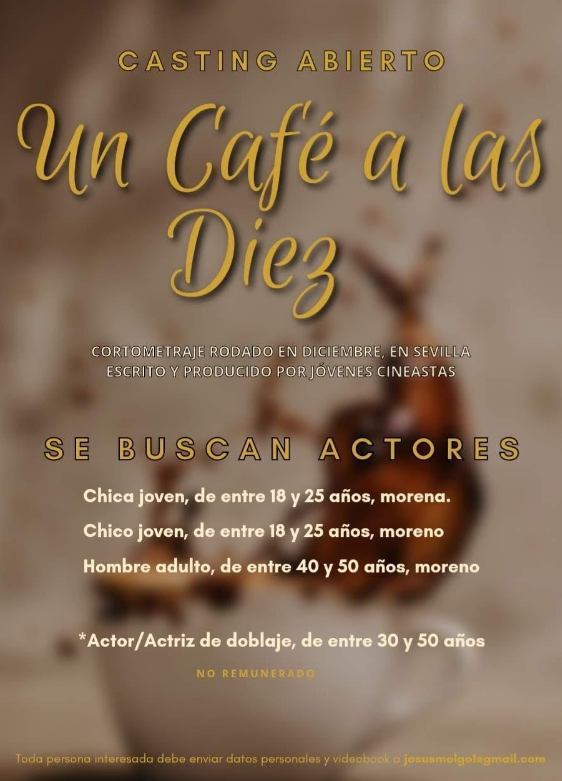 CASTING ABIERTO
Un Café a las
Diez
CORTOMETRAJE RODADO EN DICIEMBRE, EN SEVILLA
ESCRITO Y PRODUCIDO POR JÓVENES CINEASTAS
SE BUSCAN ACTORES
Chica joven, de entre 18 y 25 años, morena.
Chico joven, de entre 18 y 25 años, moreno
Hombre adulto, de entre 40 y 50 años, moreno
*Actor/Actriz de doblaje, de entre 30 y 50 años
NO REMUNERADO
Toda persona interesada debe enviar datos personales y videobook a